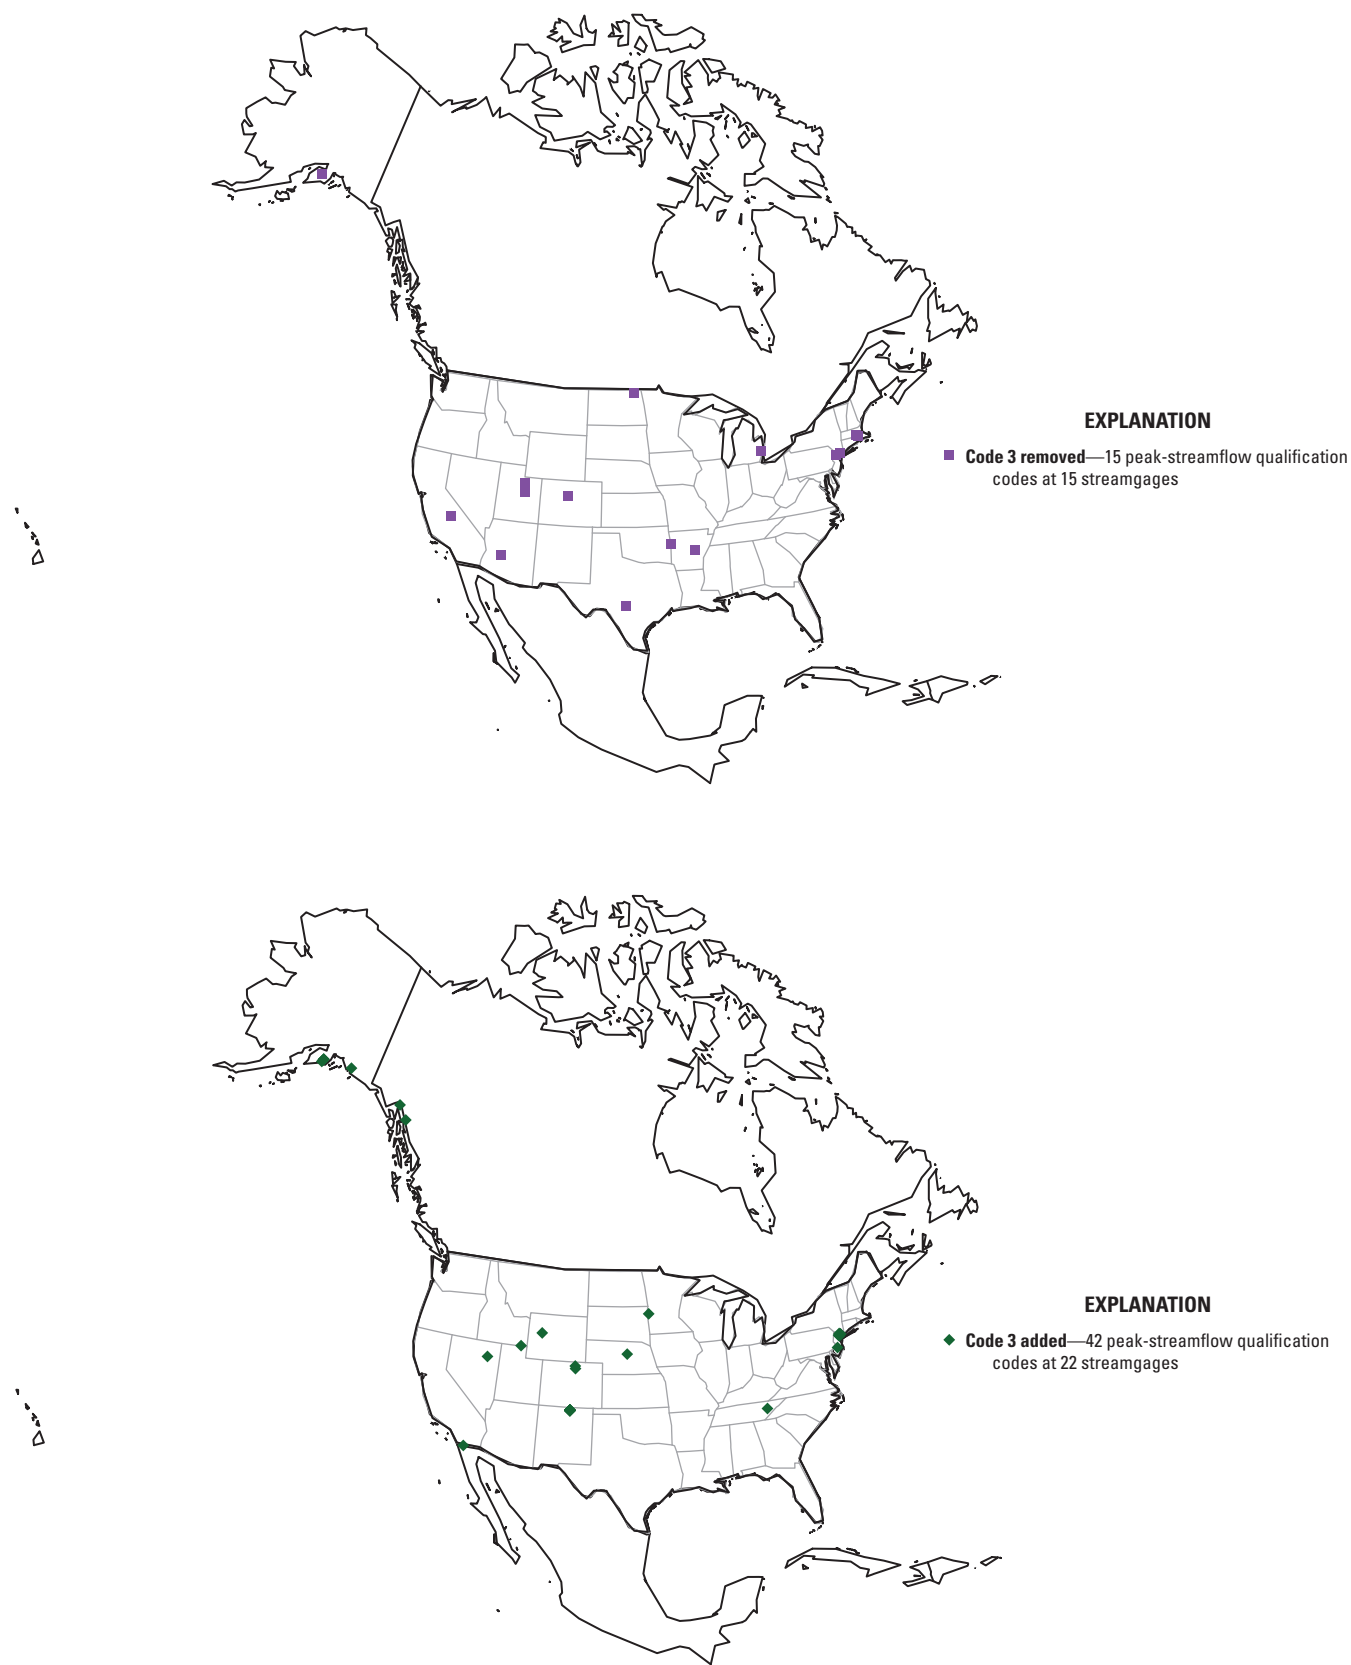 EXPLANATION
Code 3 removed—15 peak-streamflow qualification
codes at 15 streamgages
EXPLANATION
Code 3 added—42 peak-streamflow qualification
codes at 22 streamgages